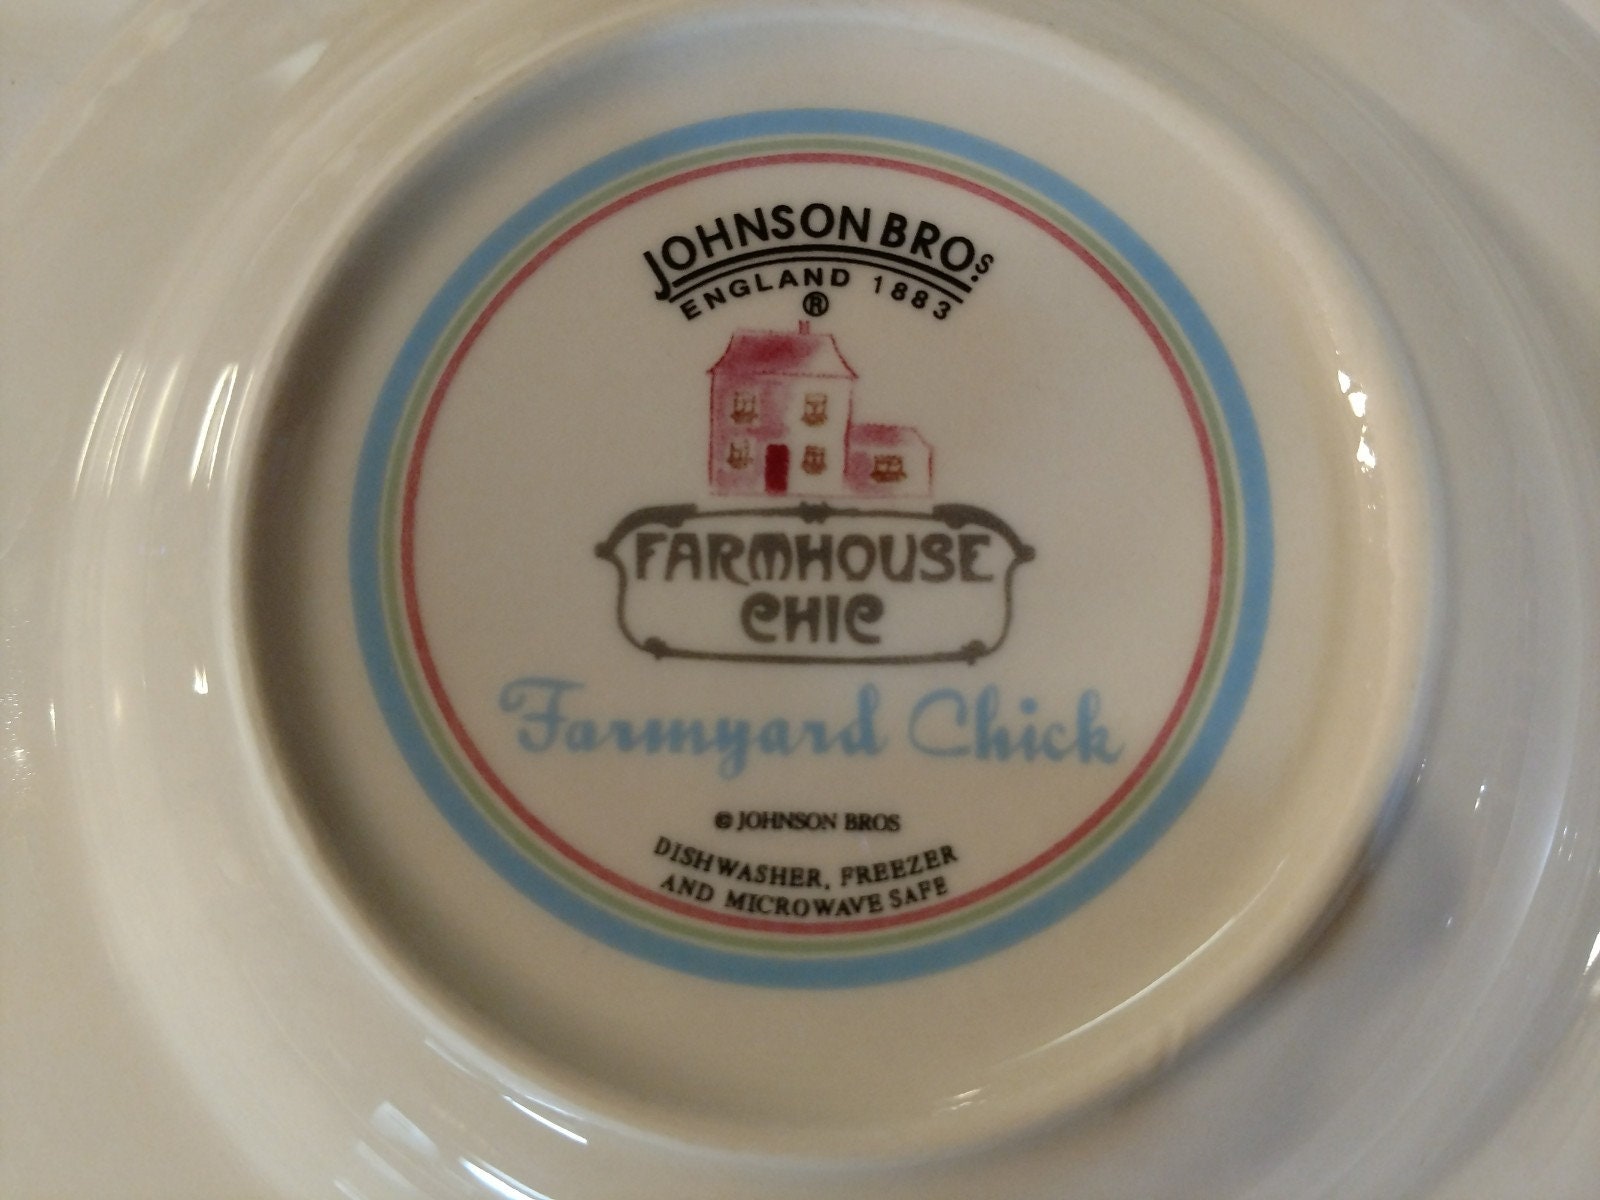 JOHNSON BROS
ENGLAND 1883
®
FARMHOUSE
CHIC
Farmyard Chick
© JOHNSON BROS
DISHWASHER, FREEZER
AND MICROWAVE SAFE